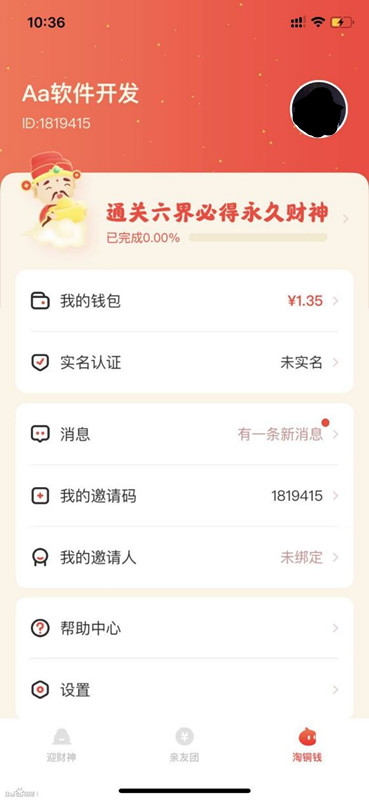 10:36
Aa软件开发
ID:1819415
通关六界必得永久财神
已完成0.00%
我的钱包 ¥1.35
实名认证 未实名
消息 有一条新消息
我的邀请码 1819415
我的邀请人 未绑定
帮助中心
设置
迎财神 亲友团 淘铜钱